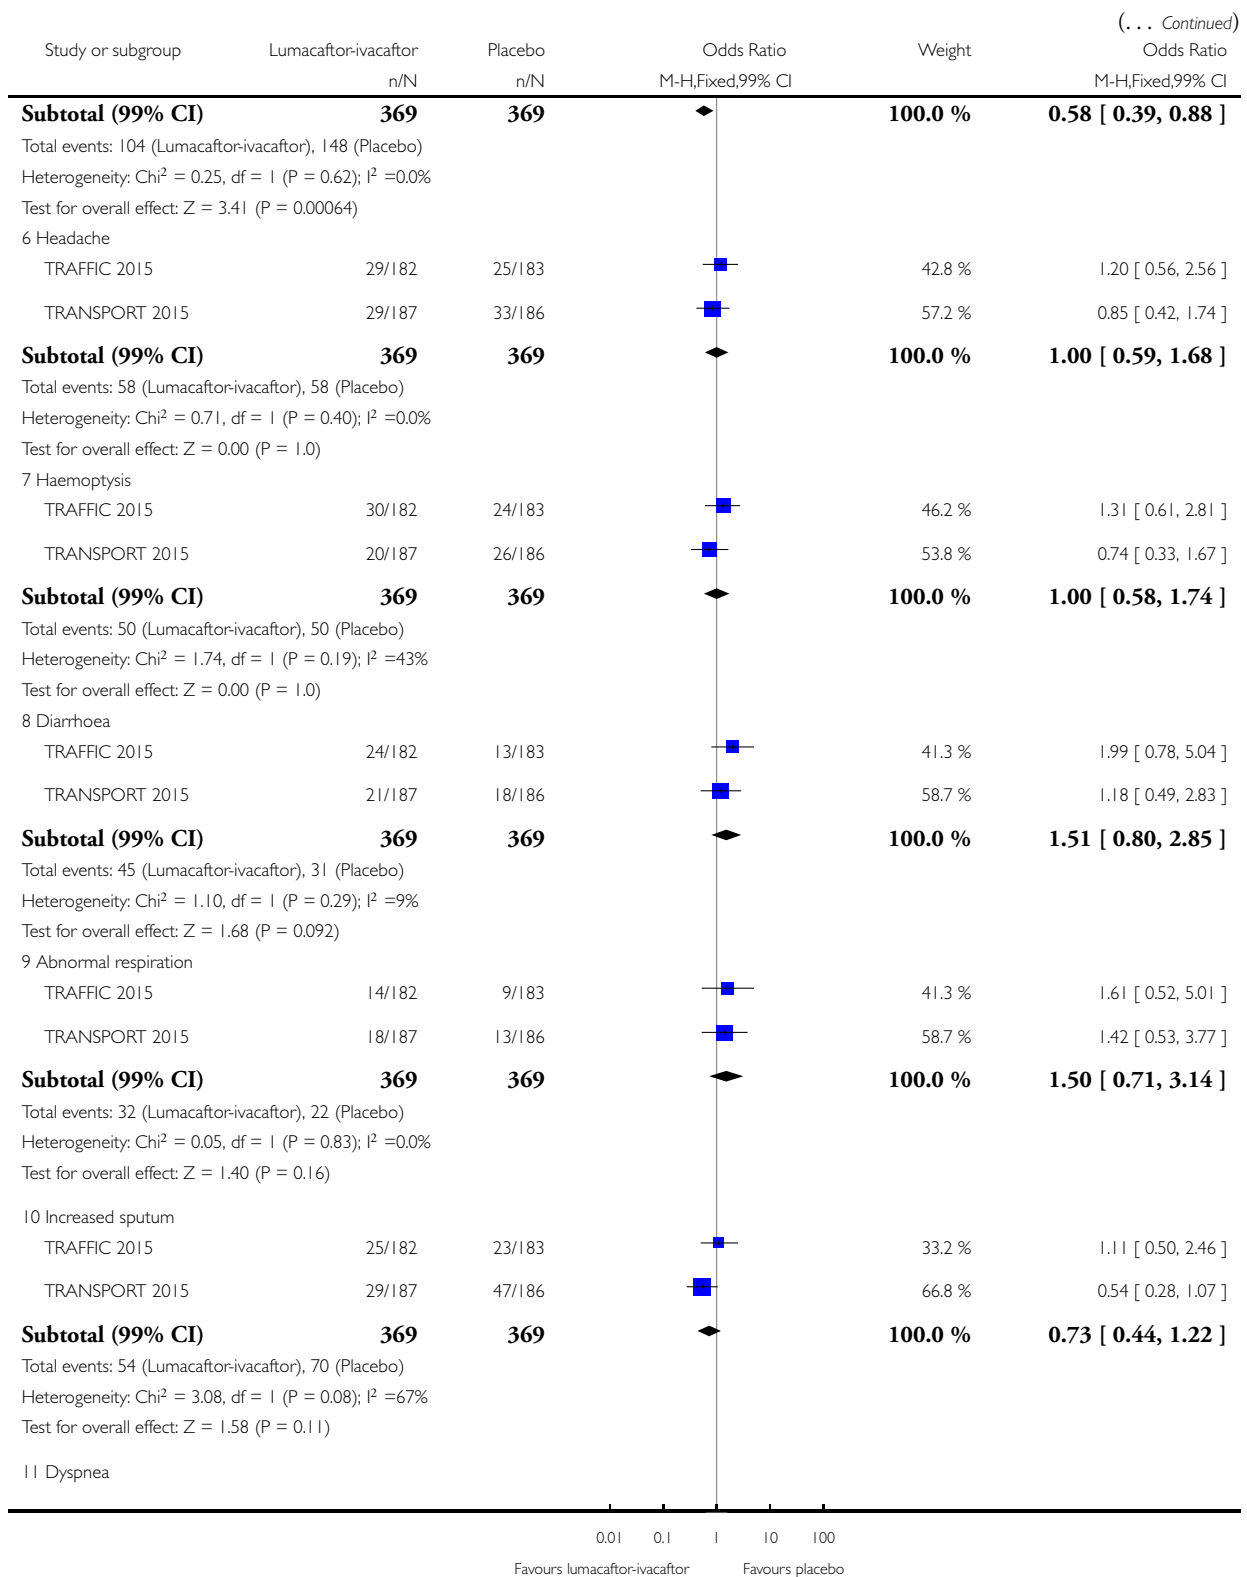 (... Continued)
Study or subgroup Lumacaftor-ivacaftor Placebo Odds Ratio Weight Odds Ratio
n/N n/N M-H,Fixed,99% CI M-H,Fixed,99% CI
Subtotal (99% CI) 369 369 100.0 % 0.58 [ 0.39, 0.88 ]
Total events: 104 (Lumacaftor-ivacaftor), 148 (Placebo)
Heterogeneity: Chi² = 0.25, df = 1 (P = 0.62); I² =0.0%
Test for overall effect: Z = 3.41 (P = 0.00064)
6 Headache
TRAFFIC 2015 29/182 25/183 42.8 % 1.20 [ 0.56, 2.56 ]
TRANSPORT 2015 29/187 33/186 57.2 % 0.85 [ 0.42, 1.74 ]
Subtotal (99% CI) 369 369 100.0 % 1.00 [ 0.59, 1.68 ]
Total events: 58 (Lumacaftor-ivacaftor), 58 (Placebo)
Heterogeneity: Chi² = 0.71, df = 1 (P = 0.40); I² =0.0%
Test for overall effect: Z = 0.00 (P = 1.0)
7 Haemoptysis
TRAFFIC 2015 30/182 24/183 46.2 % 1.31 [ 0.61, 2.81 ]
TRANSPORT 2015 20/187 26/186 53.8 % 0.74 [ 0.33, 1.67 ]
Subtotal (99% CI) 369 369 100.0 % 1.00 [ 0.58, 1.74 ]
Total events: 50 (Lumacaftor-ivacaftor), 50 (Placebo)
Heterogeneity: Chi² = 1.74, df = 1 (P = 0.19); I² =43%
Test for overall effect: Z = 0.00 (P = 1.0)
8 Diarrhoea
TRAFFIC 2015 24/182 13/183 41.3 % 1.99 [ 0.78, 5.04 ]
TRANSPORT 2015 21/187 18/186 58.7 % 1.18 [ 0.49, 2.83 ]
Subtotal (99% CI) 369 369 100.0 % 1.51 [ 0.80, 2.85 ]
Total events: 45 (Lumacaftor-ivacaftor), 31 (Placebo)
Heterogeneity: Chi² = 1.10, df = 1 (P = 0.29); I² =9%
Test for overall effect: Z = 1.68 (P = 0.092)
9 Abnormal respiration
TRAFFIC 2015 14/182 9/183 41.3 % 1.61 [ 0.52, 5.01 ]
TRANSPORT 2015 18/187 13/186 58.7 % 1.42 [ 0.53, 3.77 ]
Subtotal (99% CI) 369 369 100.0 % 1.50 [ 0.71, 3.14 ]
Total events: 32 (Lumacaftor-ivacaftor), 22 (Placebo)
Heterogeneity: Chi² = 0.05, df = 1 (P = 0.83); I² =0.0%
Test for overall effect: Z = 1.40 (P = 0.16)
10 Increased sputum
TRAFFIC 2015 25/182 23/183 33.2 % 1.11 [ 0.50, 2.46 ]
TRANSPORT 2015 29/187 47/186 66.8 % 0.54 [ 0.28, 1.07 ]
Subtotal (99% CI) 369 369 100.0 % 0.73 [ 0.44, 1.22 ]
Total events: 54 (Lumacaftor-ivacaftor), 70 (Placebo)
Heterogeneity: Chi² = 3.08, df = 1 (P = 0.08); I² =67%
Test for overall effect: Z = 1.58 (P = 0.11)
11 Dyspnea
0.01 0.1 1 10 100
Favours lumacaftor-ivacaftor Favours placebo